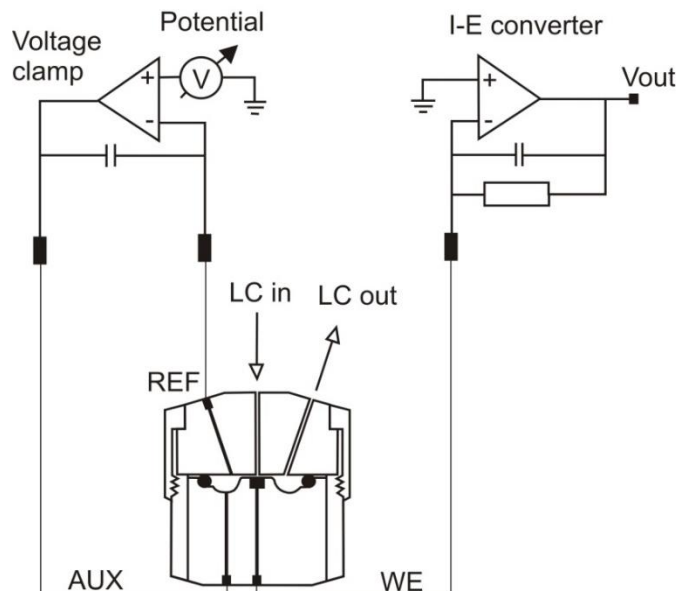 Potential
I-E converter
Voltage
clamp
+
V
-
+
-
Vout
LC in
LC out
REF
AUX
WE